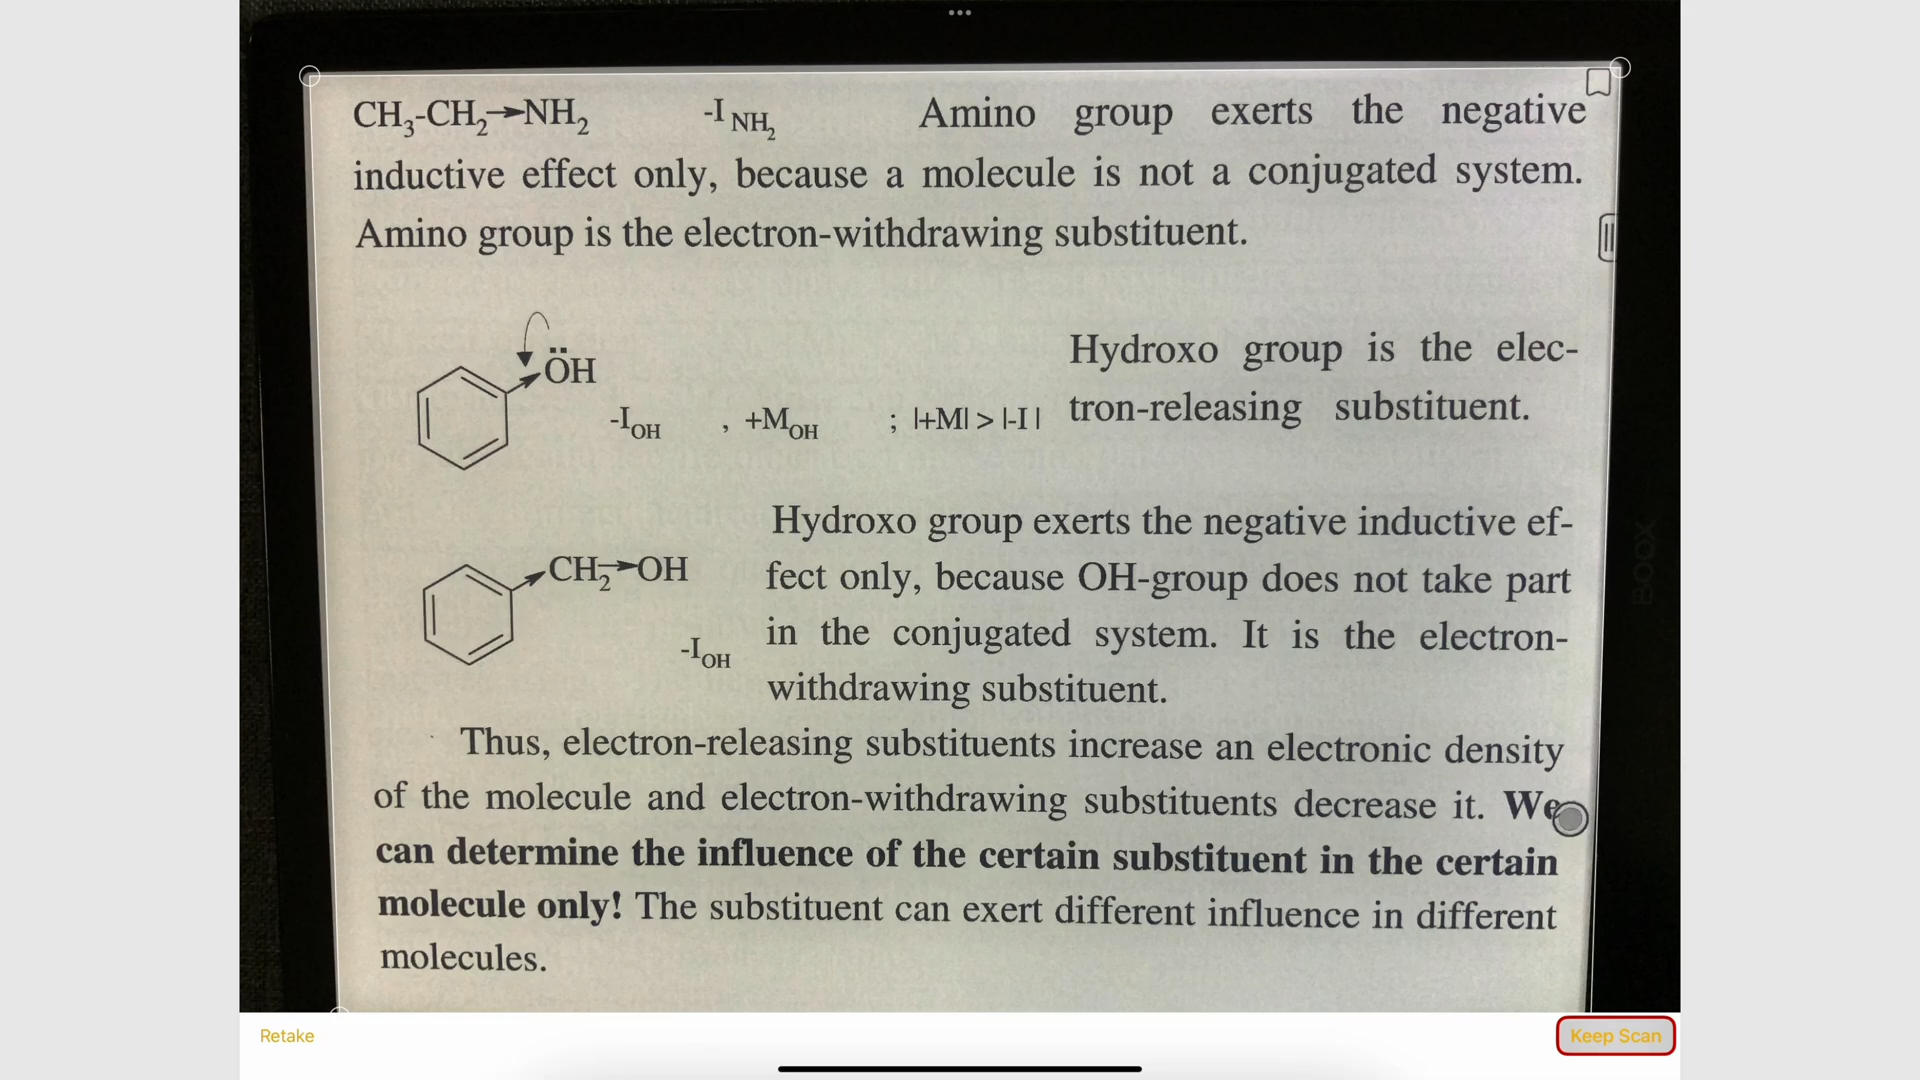 CH3-CH2→NH2 -I NH2 Amino group exerts the negative
inductive effect only, because a molecule is not a conjugated system.
Amino group is the electron-withdrawing substituent.
ÖH
-IOH , +MOH ; |+M| > |-I |
Hydroxo group is the elec-
tron-releasing substituent.
CH2→OH
-IOH
Hydroxo group exerts the negative inductive ef-
fect only, because OH-group does not take part
in the conjugated system. It is the electron-
withdrawing substituent.
Thus, electron-releasing substituents increase an electronic density
of the molecule and electron-withdrawing substituents decrease it. We
can determine the influence of the certain substituent in the certain
molecule only! The substituent can exert different influence in different
molecules.
BOOX
Retake
Keep Scan